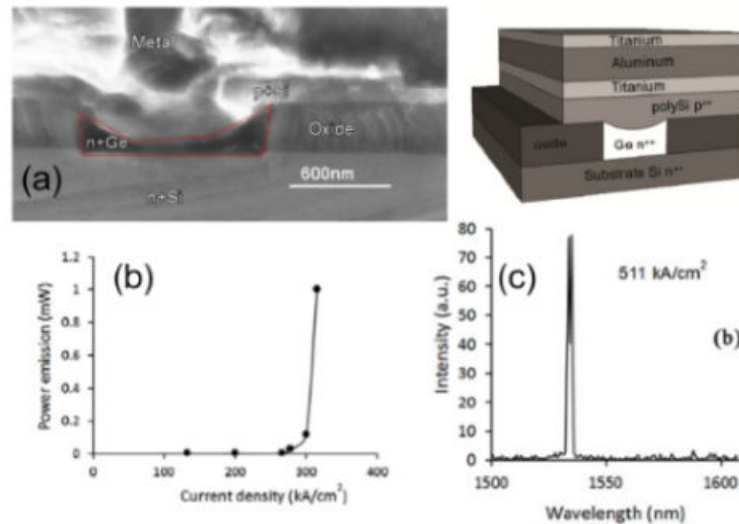 Metal
p+Si
n+Ge
Oxide
(a)
600nm
n+Si
Titanium
Aluminum
Titanium
polySi p++
oxide
Ge n++
Substrate Si n++
(b)
Power emission (mW)
1.2
1
0.8
0.6
0.4
0.2
0
0 100 200 300 400
Current density (kA/cm²)
(c)
511 kA/cm²
(b)
Intensity (a.u.)
80
70
60
50
40
30
20
10
0
1500 1550 1600
Wavelength (nm)